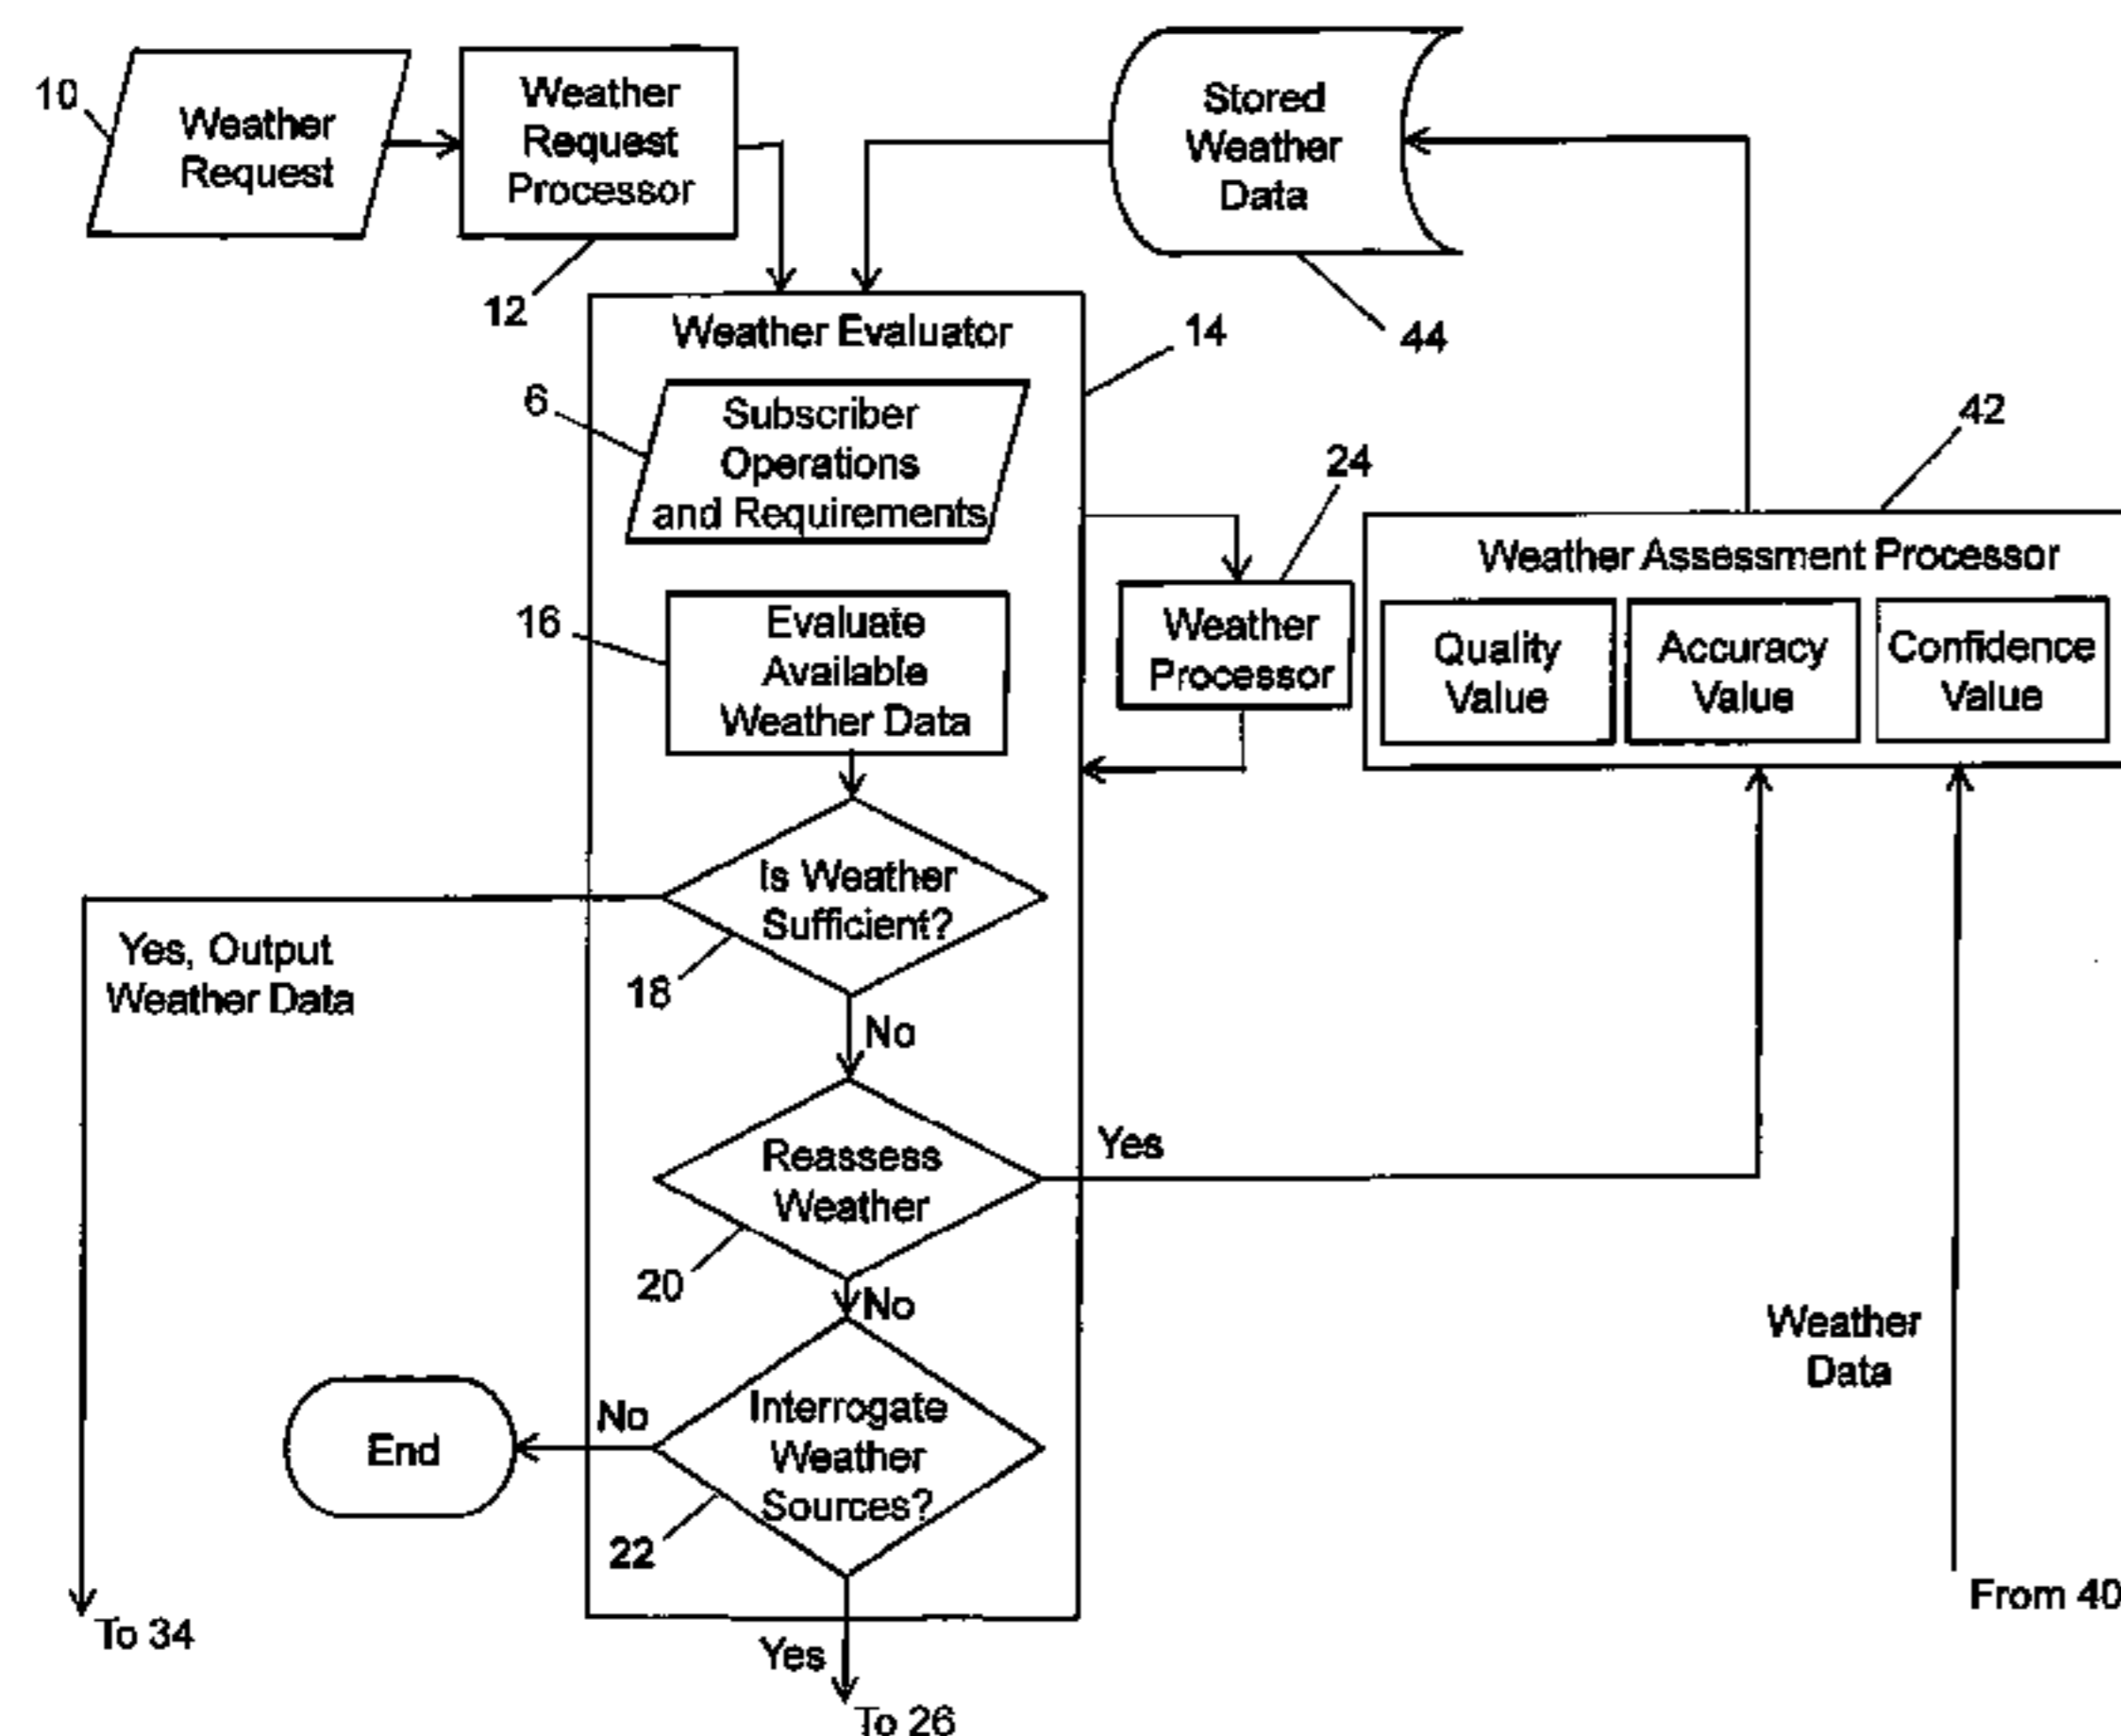 10
Weather
Request
Weather
Request
Processor
12
Stored
Weather
Data
44
Weather Evaluator
14
6
Subscriber
Operations
and Requirements
24
Weather
Processor
42
Weather Assessment Processor
Quality
Value
Accuracy
Value
Confidence
Value
16
Evaluate
Available
Weather Data
Is Weather
Sufficient?
18
Yes, Output
Weather Data
No
Reassess
Weather
20
Yes
No
Interrogate
Weather
Sources?
22
No
End
Weather
Data
From 40
To 34
Yes
To 26